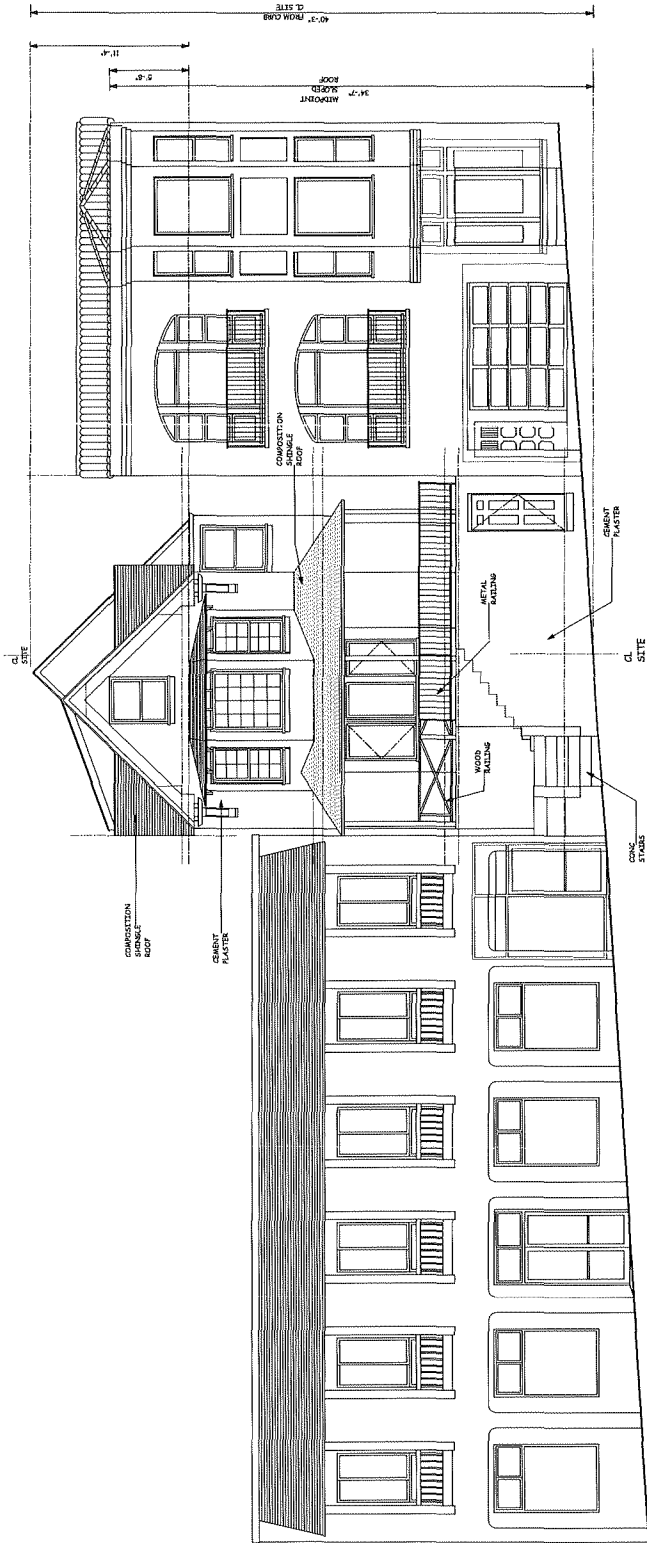 40'-3" FROM CURB
CL SITE
11'-4"
5'-8"
34'-7" MIDPOINT
SLOPED
ROOF
CL
SITE
COMPOSITION
SHINGLE
ROOF
CEMENT
PLASTER
COMPOSITION
SHINGLE
ROOF
METAL
RAILING
WOOD
RAILING
CEMENT
PLASTER
CL
SITE
CONC
STAIRS